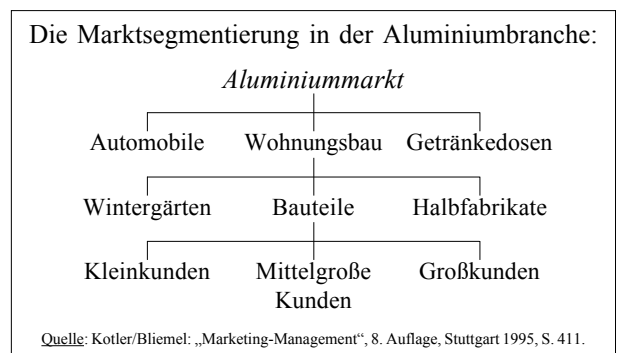 Die Marktsegmentierung in der Aluminiumbranche:
Aluminiummarkt
Automobile Wohnungsbau Getränkedosen
Wintergärten Bauteile Halbfabrikate
Kleinkunden Mittelgroße Großkunden
Kunden
Quelle: Kotler/Bliemel: „Marketing-Management“, 8. Auflage, Stuttgart 1995, S. 411.